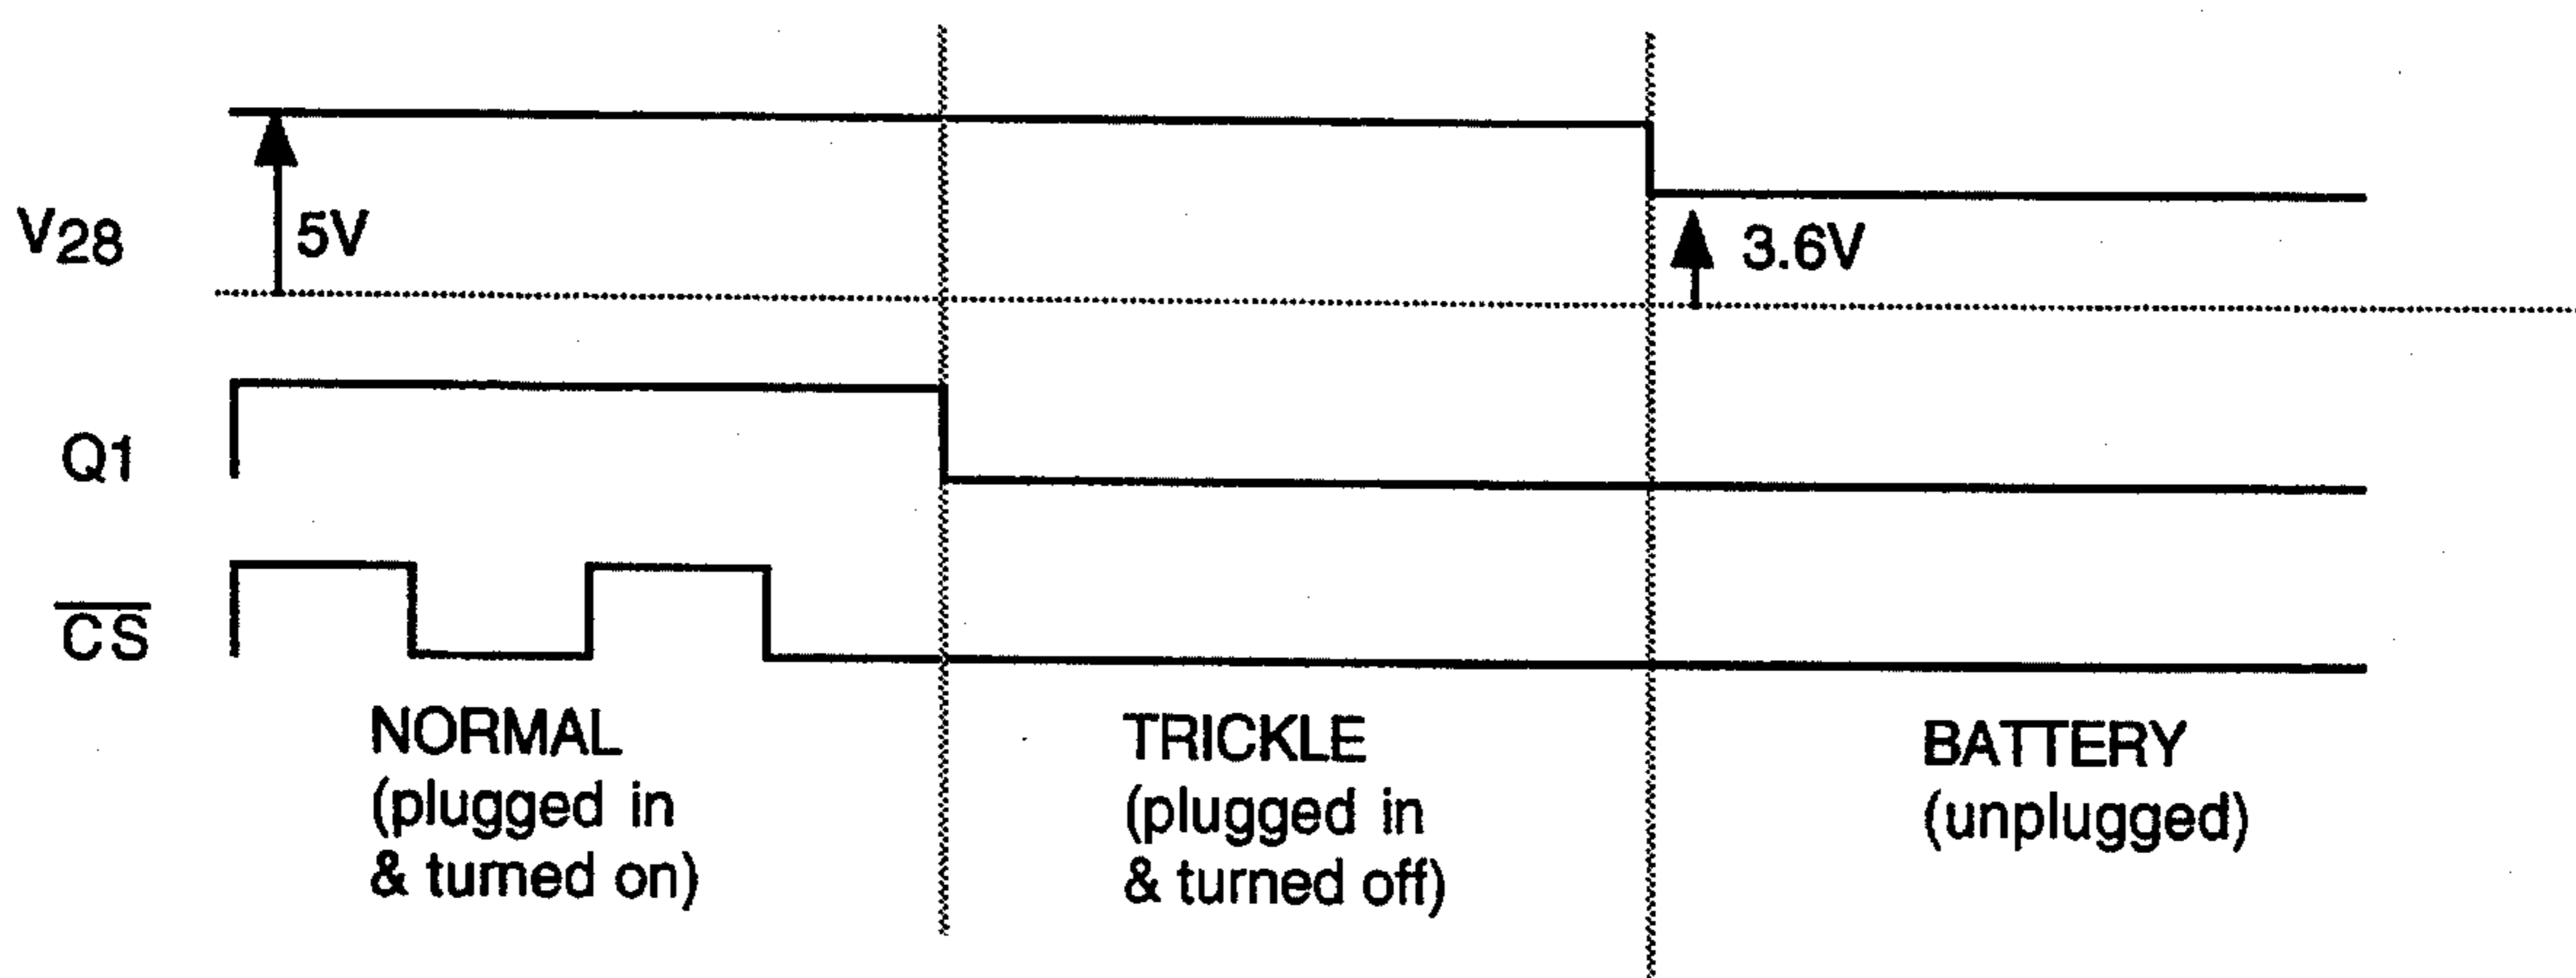 V28
5V
3.6V
Q1
CS
NORMAL
(plugged in
& turned on)
TRICKLE
(plugged in
& turned off)
BATTERY
(unplugged)